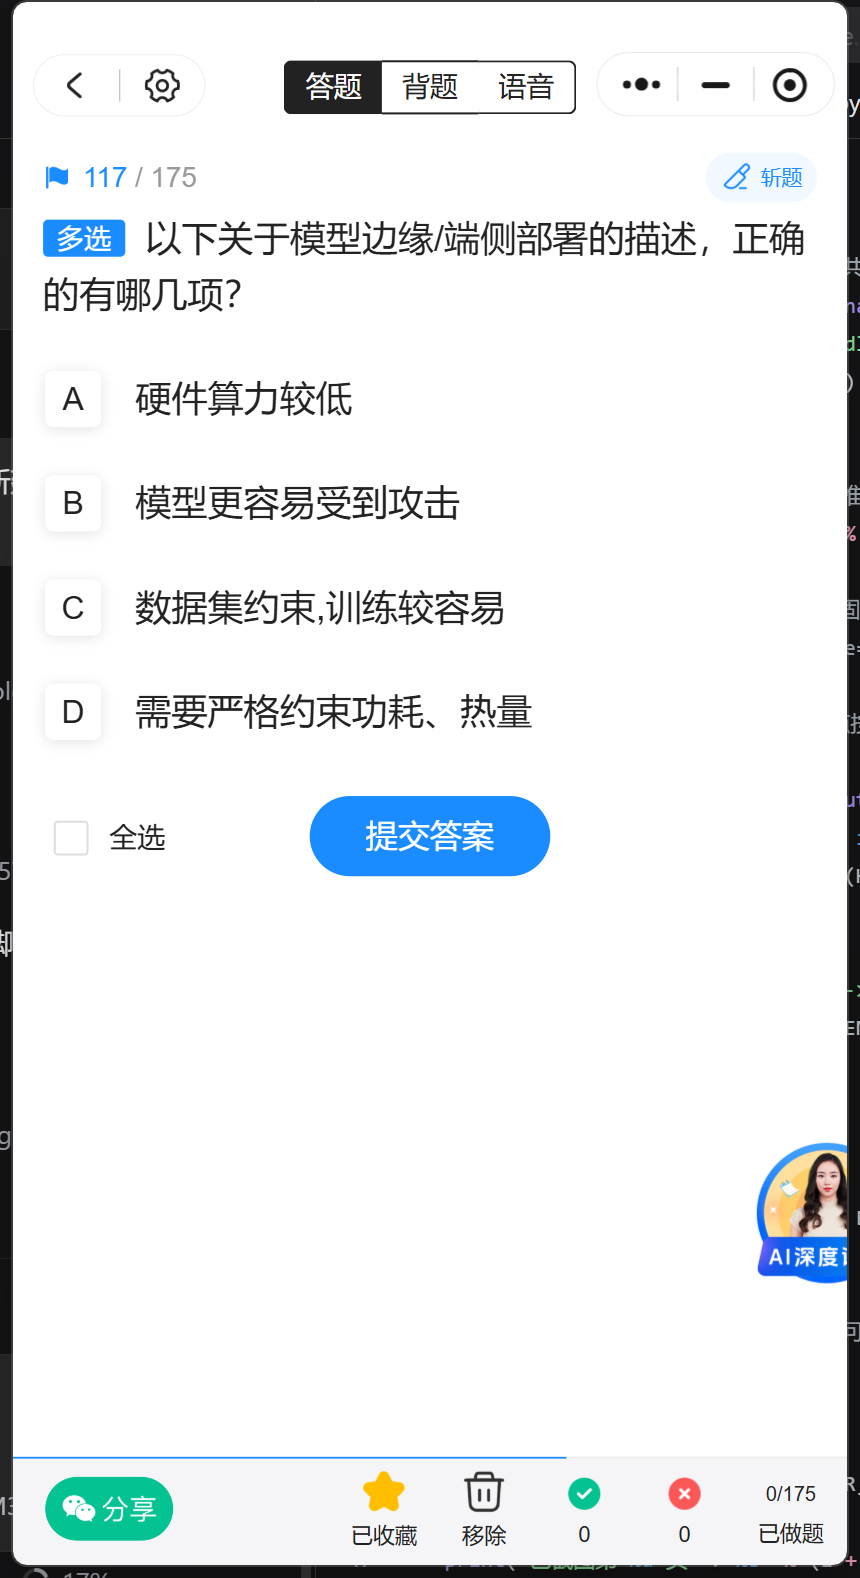 答题 背题 语音
117 / 175
斩题
多选 以下关于模型边缘/端侧部署的描述，正确
的有哪几项？
A 硬件算力较低
B 模型更容易受到攻击
C 数据集约束,训练较容易
D 需要严格约束功耗、热量
全选
提交答案
AI深度
分享
已收藏
移除
0
0
0/175
已做题
17%